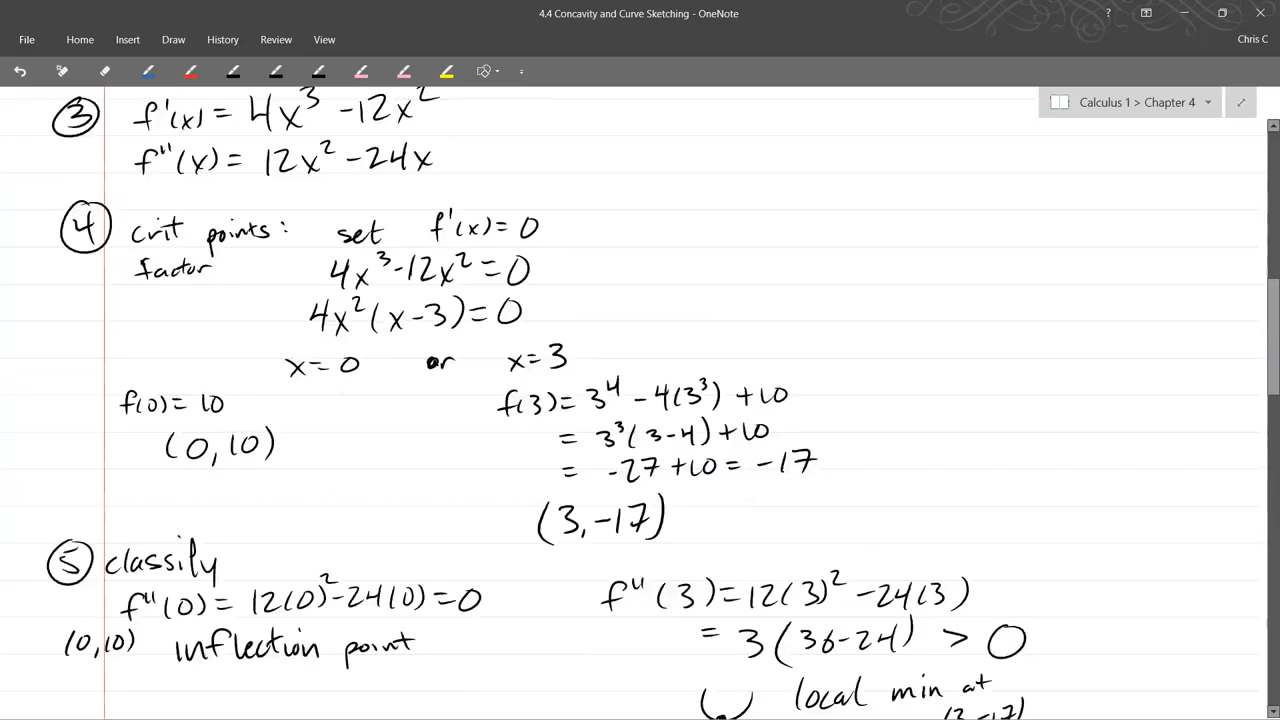 4.4 Concavity and Curve Sketching - OneNote
File Home Insert Draw History Review View Chris C
Calculus 1 > Chapter 4
③ f'(x) = 4x³ -12x²
f"(x) = 12x² -24x
④ crit points: set f'(x) = 0
factor 4x³-12x² = 0
4x²(x-3) = 0
x=0 or x=3
f(0) = 10 f(3) = 3⁴ - 4(3³) +10
(0,10) = 3³(3-4) +10
= -27 +10 = -17
(3,-17)
⑤ classify
f"(0) = 12(0)²-24(0) = 0 f"(3) = 12(3)² -24(3)
(0,10) inflection point = 3(36-24) > 0
local min at
(3,-17)